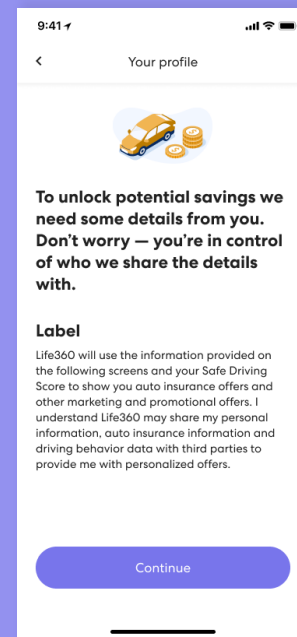 9:41
Your profile
To unlock potential savings we
need some details from you.
Don't worry — you're in control
of who we share the details
with.
Label
Life360 will use the information provided on
the following screens and your Safe Driving
Score to show you auto insurance offers and
other marketing and promotional offers. I
understand Life360 may share my personal
information, auto insurance information and
driving behavior data with third parties to
provide me with personalized offers.
Continue